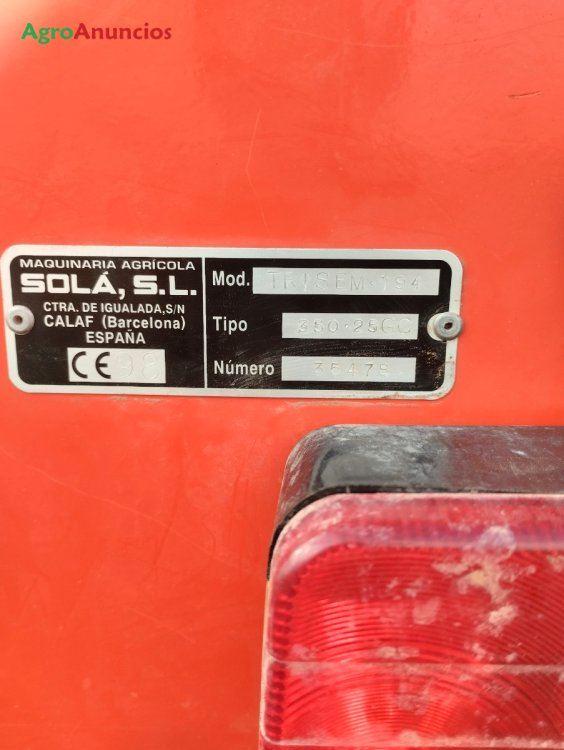 AgroAnuncios
MAQUINARIA AGRÍCOLA
SOLÁ, S.L.
CTRA. DE IGUALADA, S/N
CALAF (Barcelona)
ESPAÑA
CE 98
Mod. TRISEM-194
Tipo 350-25GC
Número